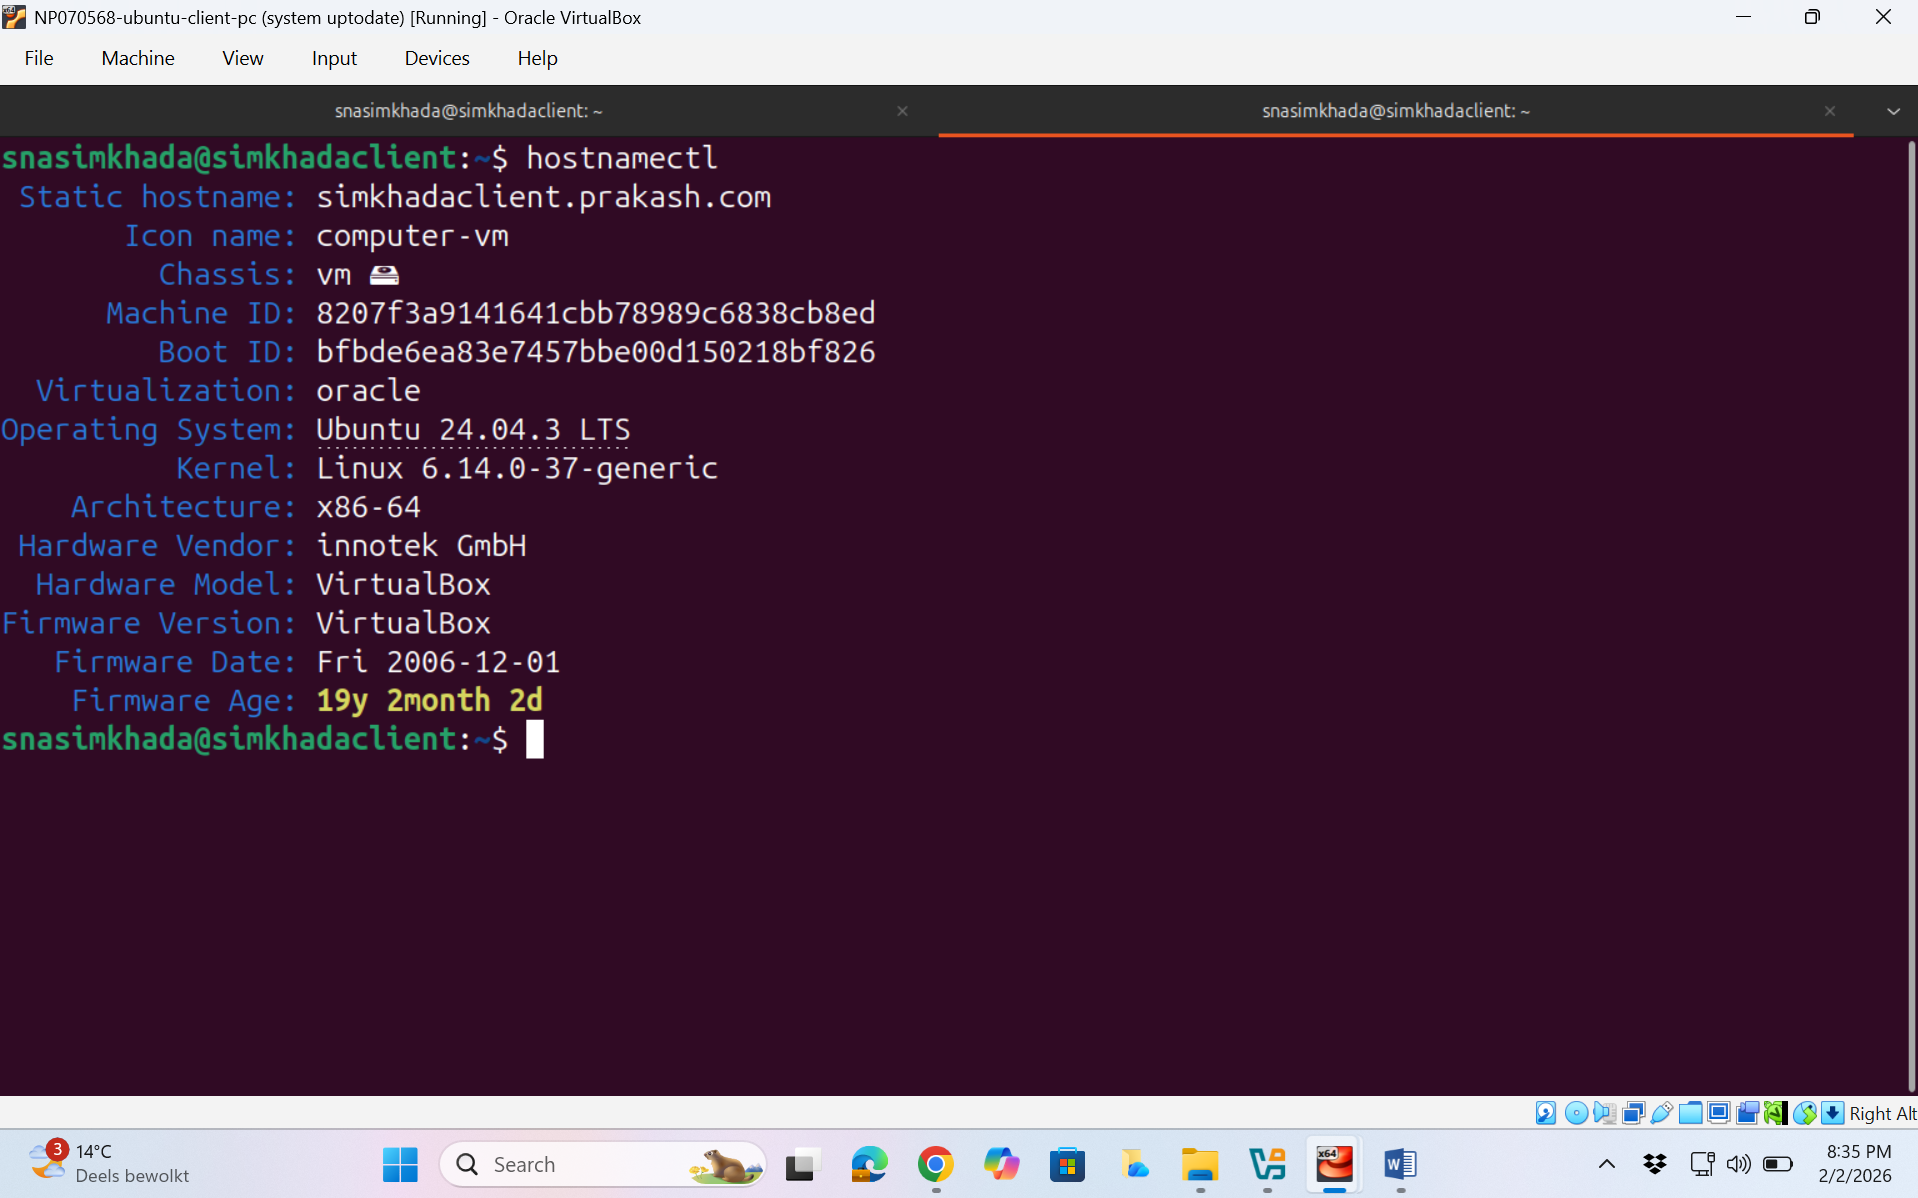 NP070568-ubuntu-client-pc (system uptodate) [Running] - Oracle VirtualBox
File Machine View Input Devices Help
snasimkhada@simkhadaclient: ~ snasimkhada@simkhadaclient: ~
snasimkhada@simkhadaclient:~$ hostnamectl
Static hostname: simkhadaclient.prakash.com
Icon name: computer-vm
Chassis: vm
Machine ID: 8207f3a9141641cbb78989c6838cb8ed
Boot ID: bfbde6ea83e7457bbe00d150218bf826
Virtualization: oracle
Operating System: Ubuntu 24.04.3 LTS
Kernel: Linux 6.14.0-37-generic
Architecture: x86-64
Hardware Vendor: innotek GmbH
Hardware Model: VirtualBox
Firmware Version: VirtualBox
Firmware Date: Fri 2006-12-01
Firmware Age: 19y 2month 2d
snasimkhada@simkhadaclient:~$
Right Alt
3 14°C
Deels bewolkt
Search
x64
W
8:35 PM
2/2/2026